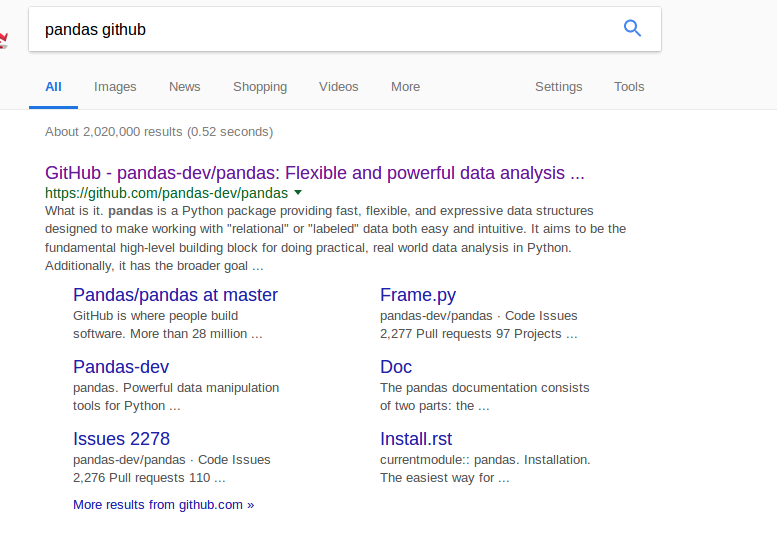 pandas github
All Images News Shopping Videos More Settings Tools
About 2,020,000 results (0.52 seconds)
GitHub - pandas-dev/pandas: Flexible and powerful data analysis ...
https://github.com/pandas-dev/pandas
What is it. pandas is a Python package providing fast, flexible, and expressive data structures
designed to make working with "relational" or "labeled" data both easy and intuitive. It aims to be the
fundamental high-level building block for doing practical, real world data analysis in Python.
Additionally, it has the broader goal ...
Pandas/pandas at master
GitHub is where people build
software. More than 28 million ...
Frame.py
pandas-dev/pandas · Code Issues
2,277 Pull requests 97 Projects ...
Pandas-dev
pandas. Powerful data manipulation
tools for Python ...
Doc
The pandas documentation consists
of two parts: the ...
Issues 2278
pandas-dev/pandas · Code Issues
2,276 Pull requests 110 ...
Install.rst
currentmodule:: pandas. Installation.
The easiest way for ...
More results from github.com »